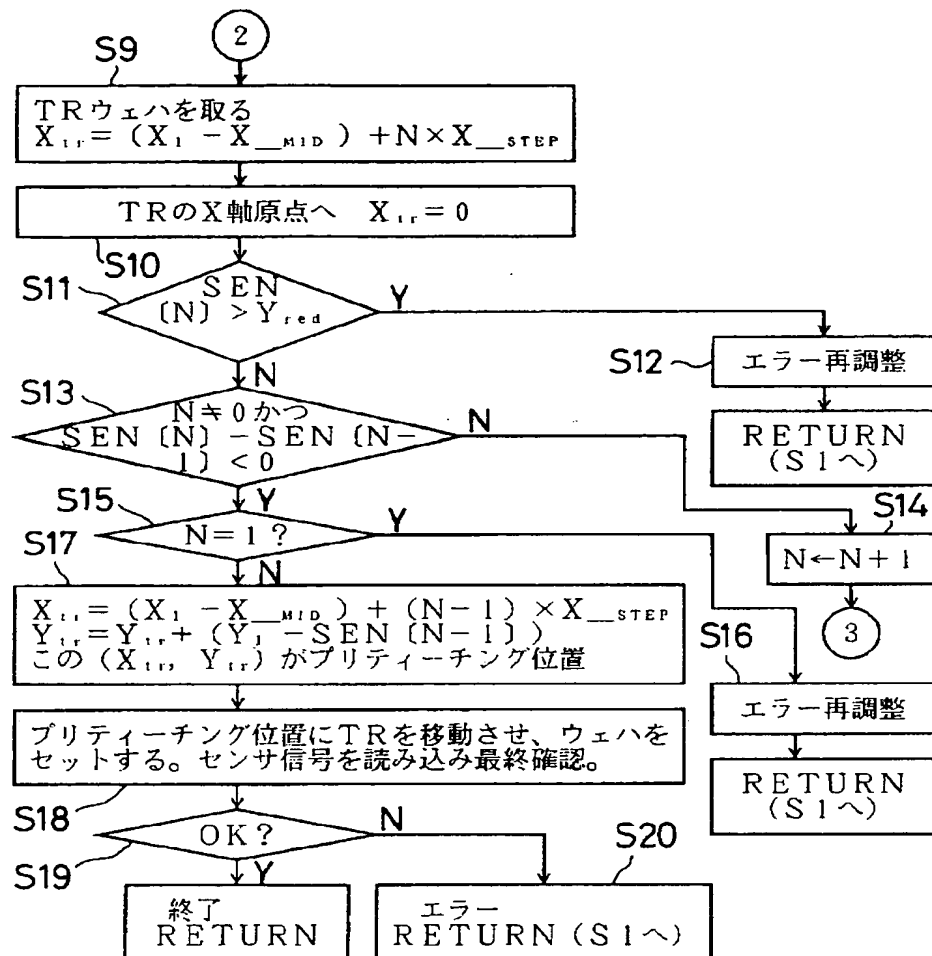 2
S9
TRウェハを取る
Xtr=(X1-X__MID)+N×X__STEP
TRのX軸原点へ Xtr=0
S10
S11
SEN
〔N〕>Yred
Y
N
S12
エラー再調整
RETURN
(S1へ)
S13
N≠0かつ
SEN〔N〕-SEN〔N-
1〕<0
N
Y
S14
N←N+1
3
S15
N=1?
Y
N
S16
エラー再調整
RETURN
(S1へ)
S17
Xtr=(X1-X__MID)+(N-1)×X__STEP
Ytr=Ytr+(Y1-SEN〔N-1〕)
この(Xtr,Ytr)がプリティーチング位置
プリティーチング位置にTRを移動させ、ウェハを
セットする。センサ信号を読み込み最終確認。
S18
S19
OK?
N
Y
S20
終了
RETURN
エラー
RETURN(S1へ)